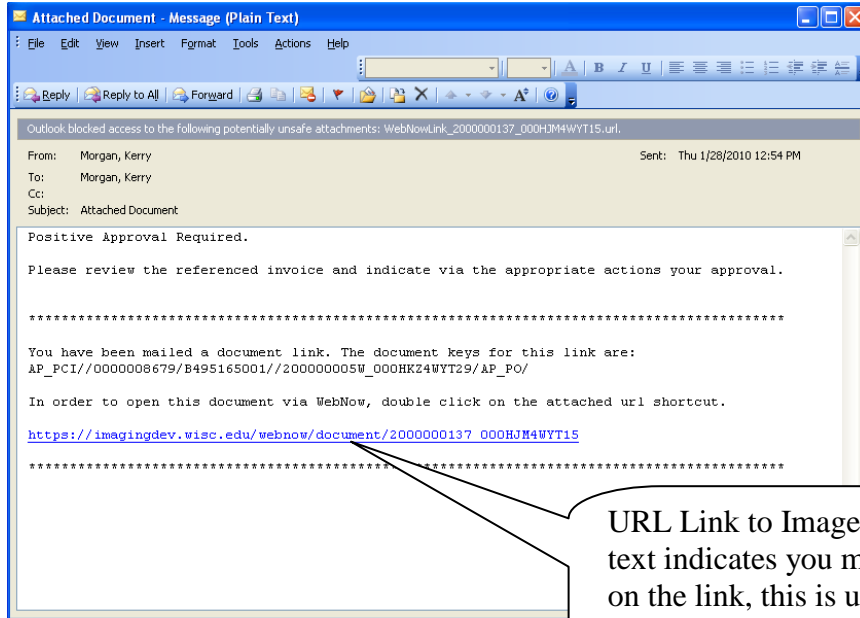 Attached Document - Message (Plain Text)
File Edit View Insert Format Tools Actions Help
A B I U
Reply Reply to All Forward
Outlook blocked access to the following potentially unsafe attachments: WebNowLink_2000000137_000HJM4WYT15.url.
From: Morgan, Kerry Sent: Thu 1/28/2010 12:54 PM
To: Morgan, Kerry
Cc:
Subject: Attached Document
Positive Approval Required.
Please review the referenced invoice and indicate via the appropriate actions your approval.
********************************************************************************************
You have been mailed a document link. The document keys for this link are:
AP_PCI//0000008679/B495165001//200000005W_000HKZ4WYT29/AP_PO/
In order to open this document via WebNow, double click on the attached url shortcut.
https://imagingdev.wisc.edu/webnow/document/2000000137_000HJM4WYT15
********************************************************************************************
URL Link to Image
text indicates you m
on the link, this is u